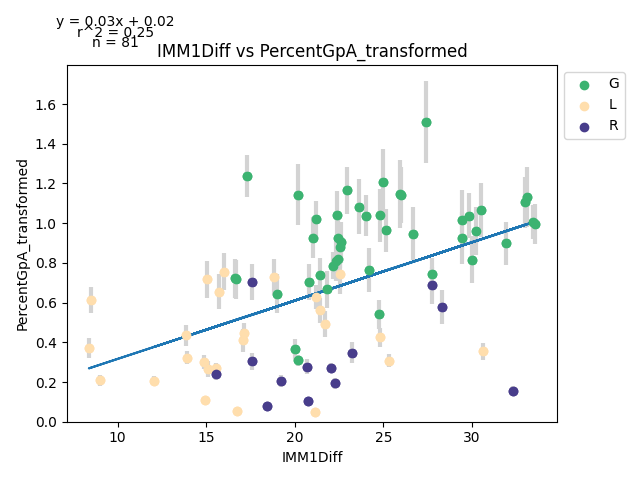 y = 0.03x + 0.02
r^2 = 0.25
n = 81
IMM1Diff vs PercentGpA_transformed
G
L
R
PercentGpA_transformed
1.6
1.4
1.2
1.0
0.8
0.6
0.4
0.2
0.0
10 15 20 25 30
IMM1Diff